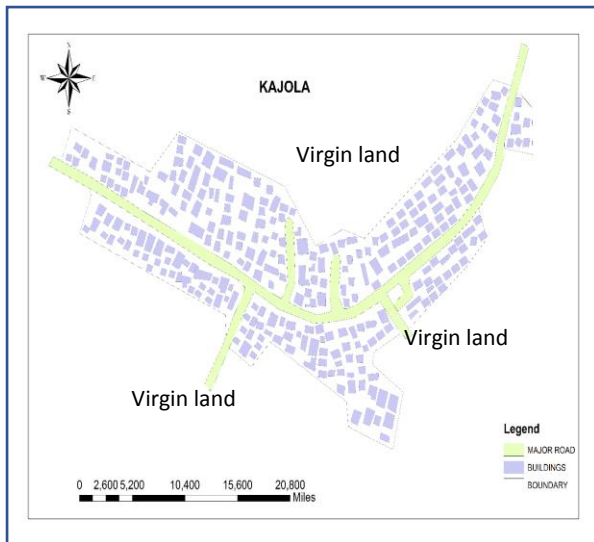 N
W
E
S
KAJOLA
Virgin land
Virgin land
Virgin land
Legend
MAJOR ROAD
BUILDINGS
BOUNDARY
0 2,600 5,200 10,400 15,600 20,800
Miles